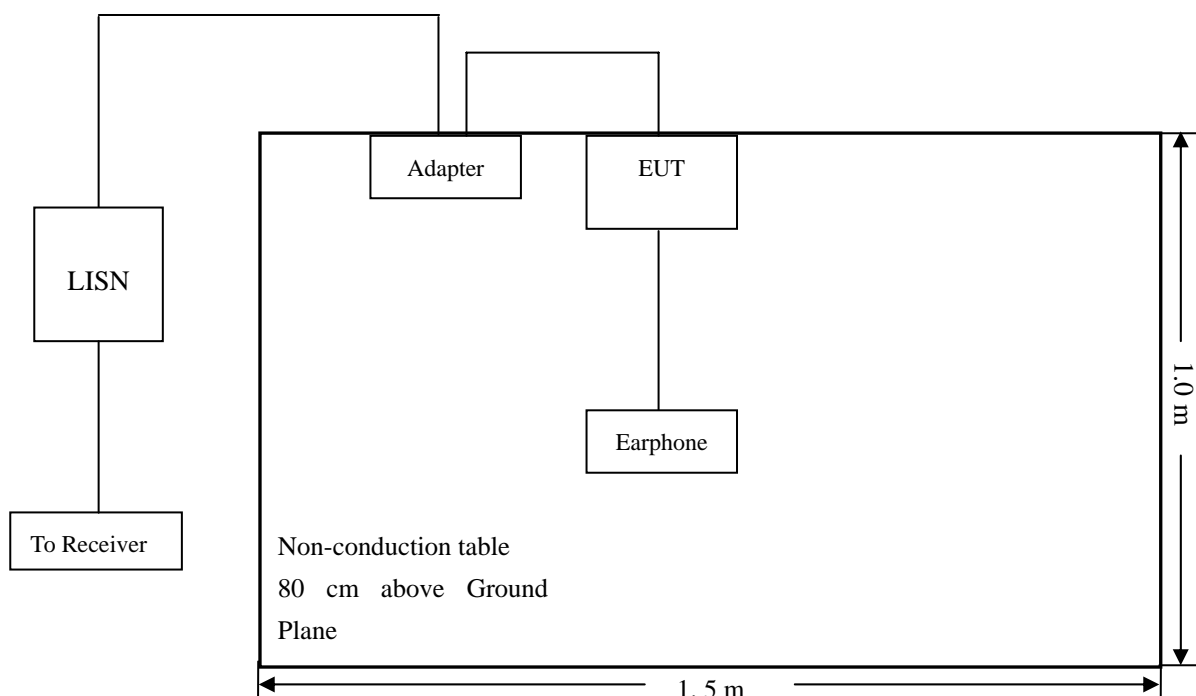 Adapter
EUT
LISN
1.0 m
Earphone
To Receiver
Non-conduction table
80 cm above Ground
Plane
1. 5 m